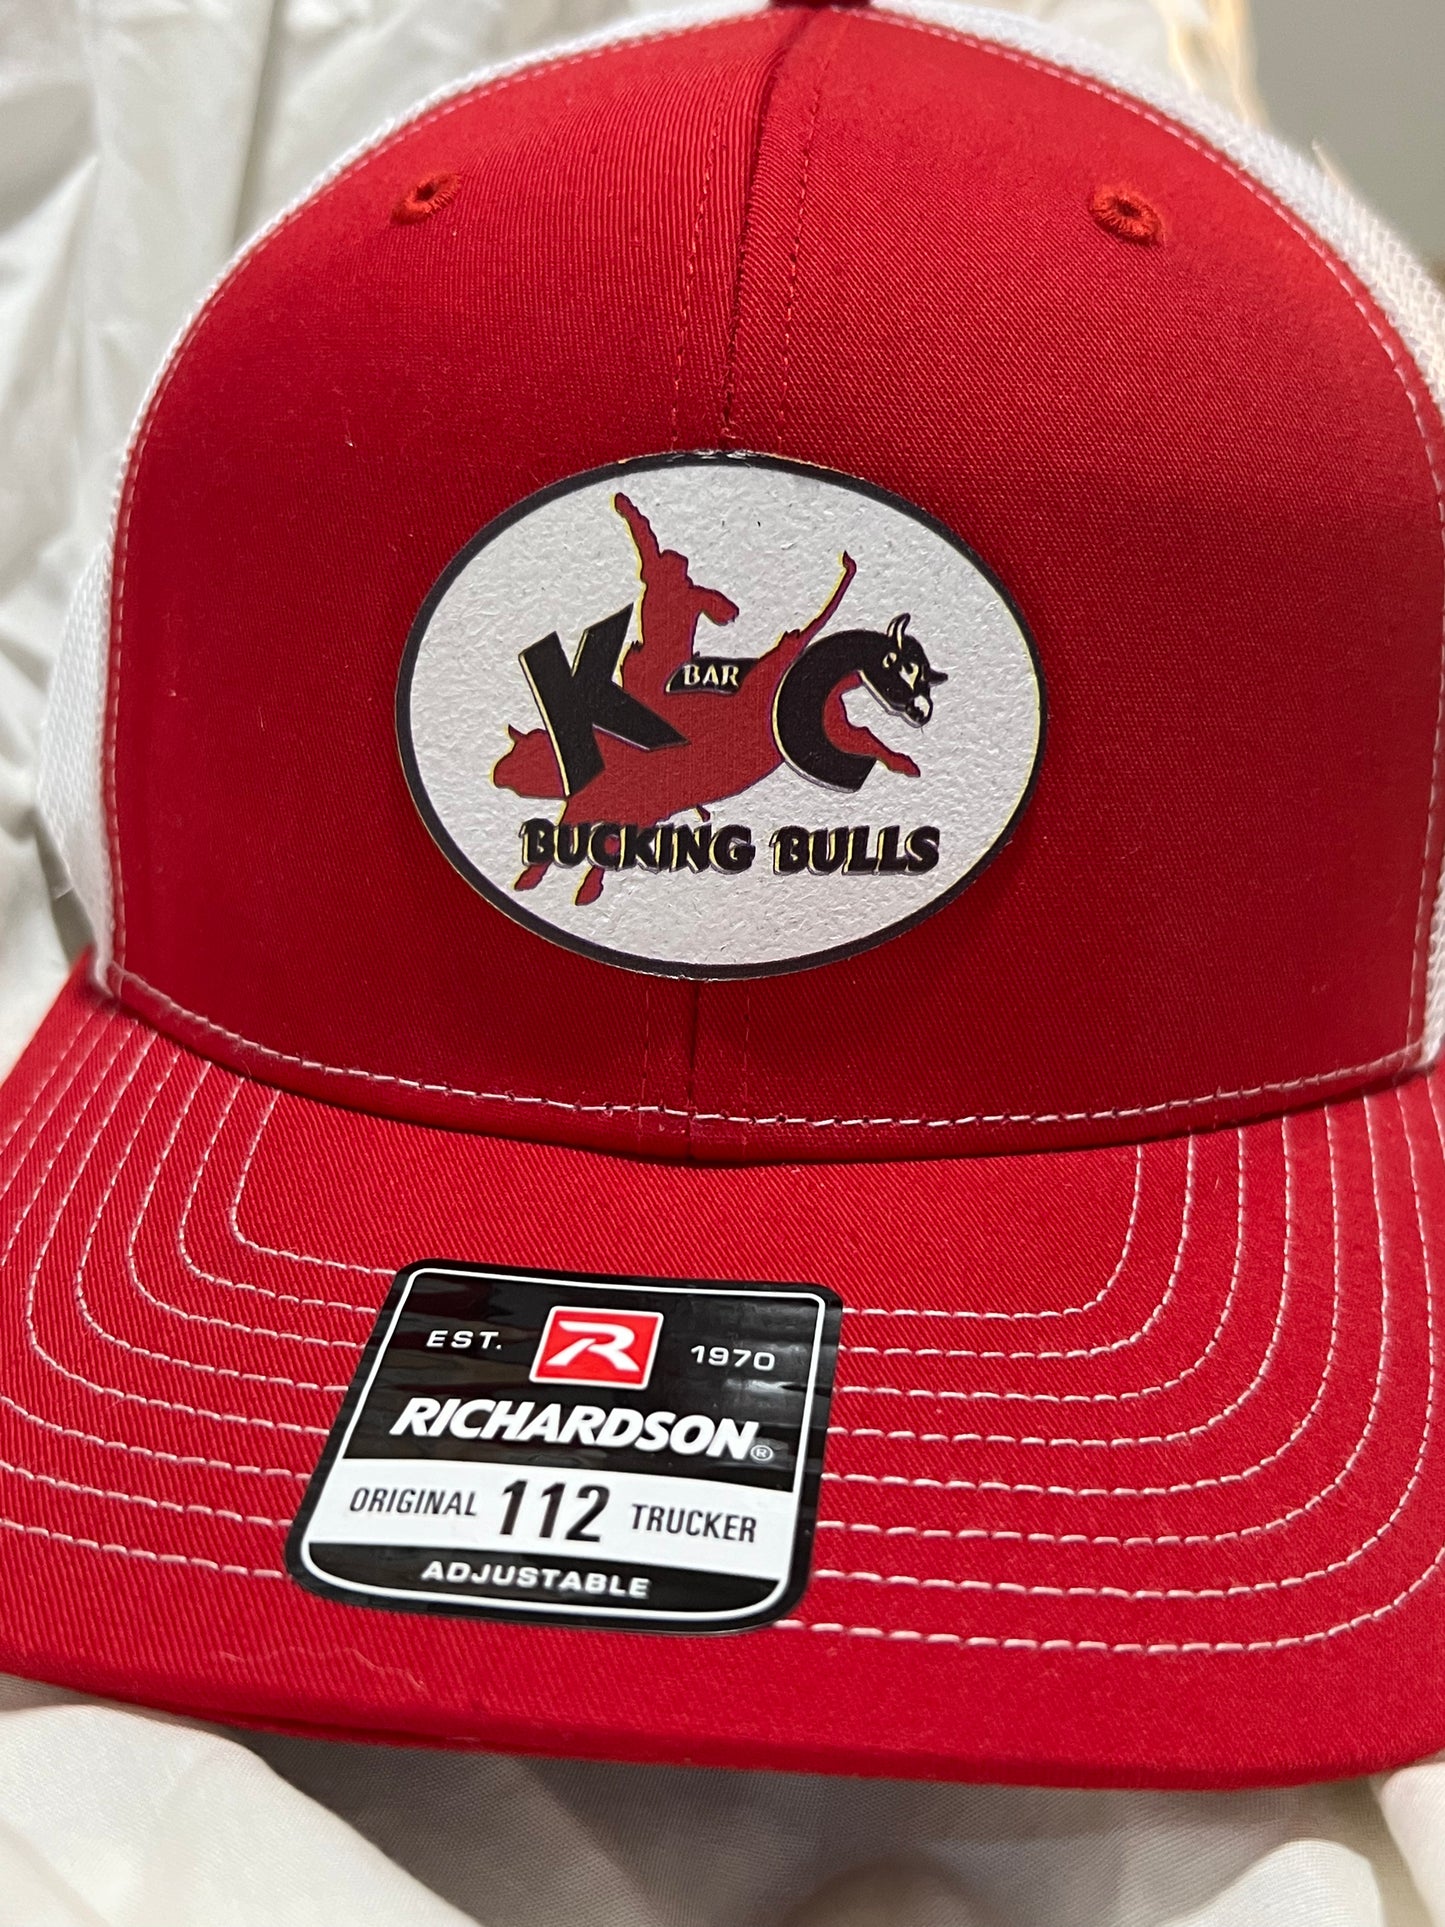 K BAR C
BUCKING BULLS
EST. R 1970
RICHARDSON®
ORIGINAL 112 TRUCKER
ADJUSTABLE